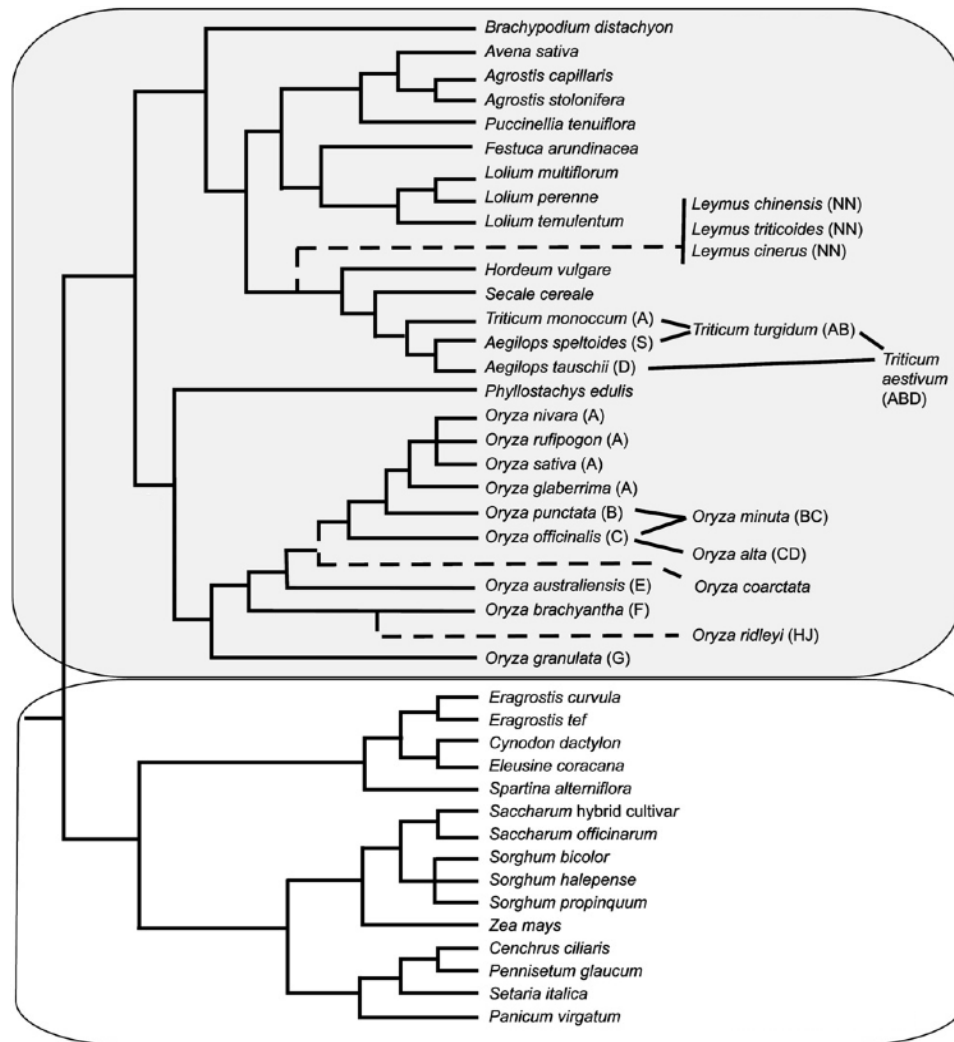 Brachypodium distachyon
Avena sativa
Agrostis capillaris
Agrostis stolonifera
Puccinellia tenuiflora
Festuca arundinacea
Lolium multiflorum
Lolium perenne
Lolium temulentum
Leymus chinensis (NN)
Leymus triticoides (NN)
Leymus cinerus (NN)
Hordeum vulgare
Secale cereale
Triticum monoccum (A)
Aegilops speltoides (S)
Aegilops tauschii (D)
Triticum turgidum (AB)
Triticum
aestivum
(ABD)
Phyllostachys edulis
Oryza nivara (A)
Oryza rufipogon (A)
Oryza sativa (A)
Oryza glaberrima (A)
Oryza punctata (B)
Oryza officinalis (C)
Oryza minuta (BC)
Oryza alta (CD)
Oryza coarctata
Oryza australiensis (E)
Oryza brachyantha (F)
Oryza ridleyi (HJ)
Oryza granulata (G)
Eragrostis curvula
Eragrostis tef
Cynodon dactylon
Eleusine coracana
Spartina alterniflora
Saccharum hybrid cultivar
Saccharum officinarum
Sorghum bicolor
Sorghum halepense
Sorghum propinquum
Zea mays
Cenchrus ciliaris
Pennisetum glaucum
Setaria italica
Panicum virgatum